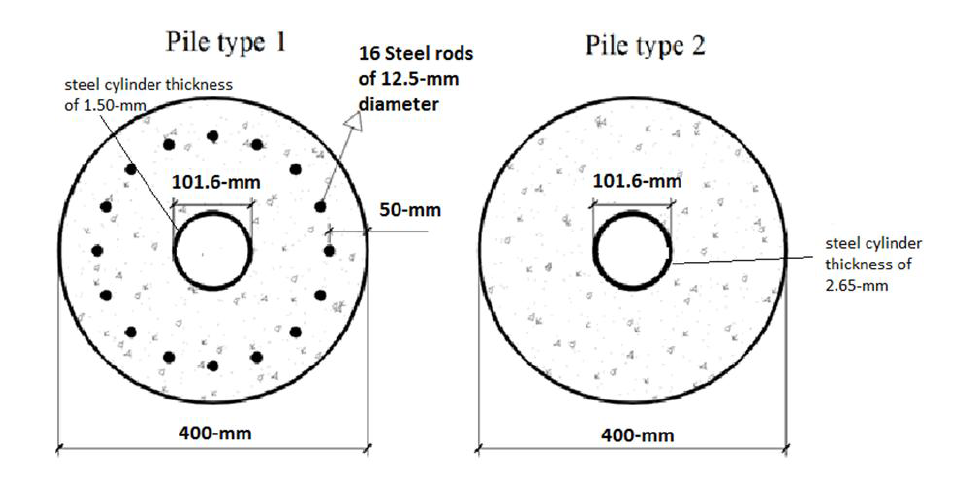 Pile type 1
16 Steel rods
of 12.5-mm
diameter
steel cylinder thickness
of 1.50-mm
101.6-mm
50-mm
400-mm
Pile type 2
101.6-mm
steel cylinder
thickness of
2.65-mm
400-mm